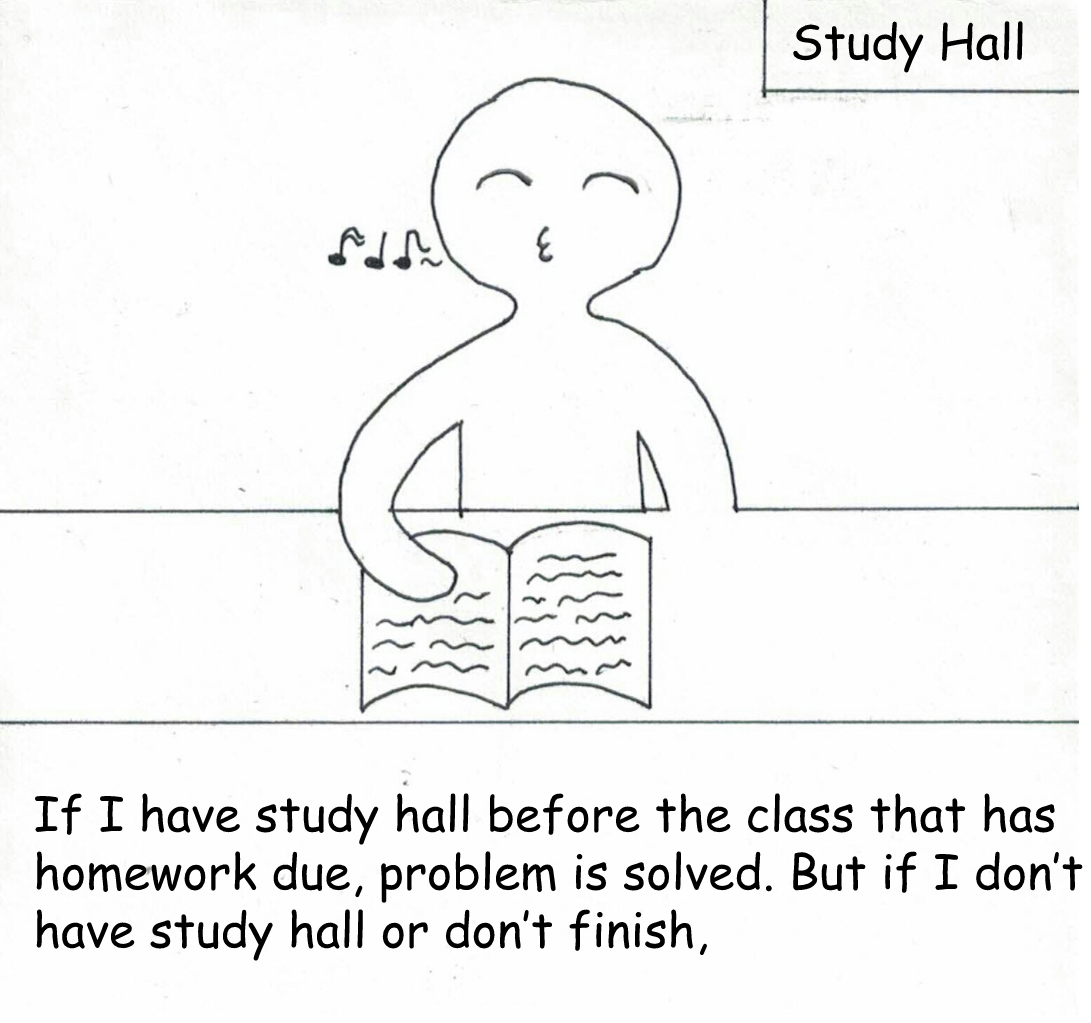 Study Hall
If I have study hall before the class that has
homework due, problem is solved. But if I don't
have study hall or don't finish,